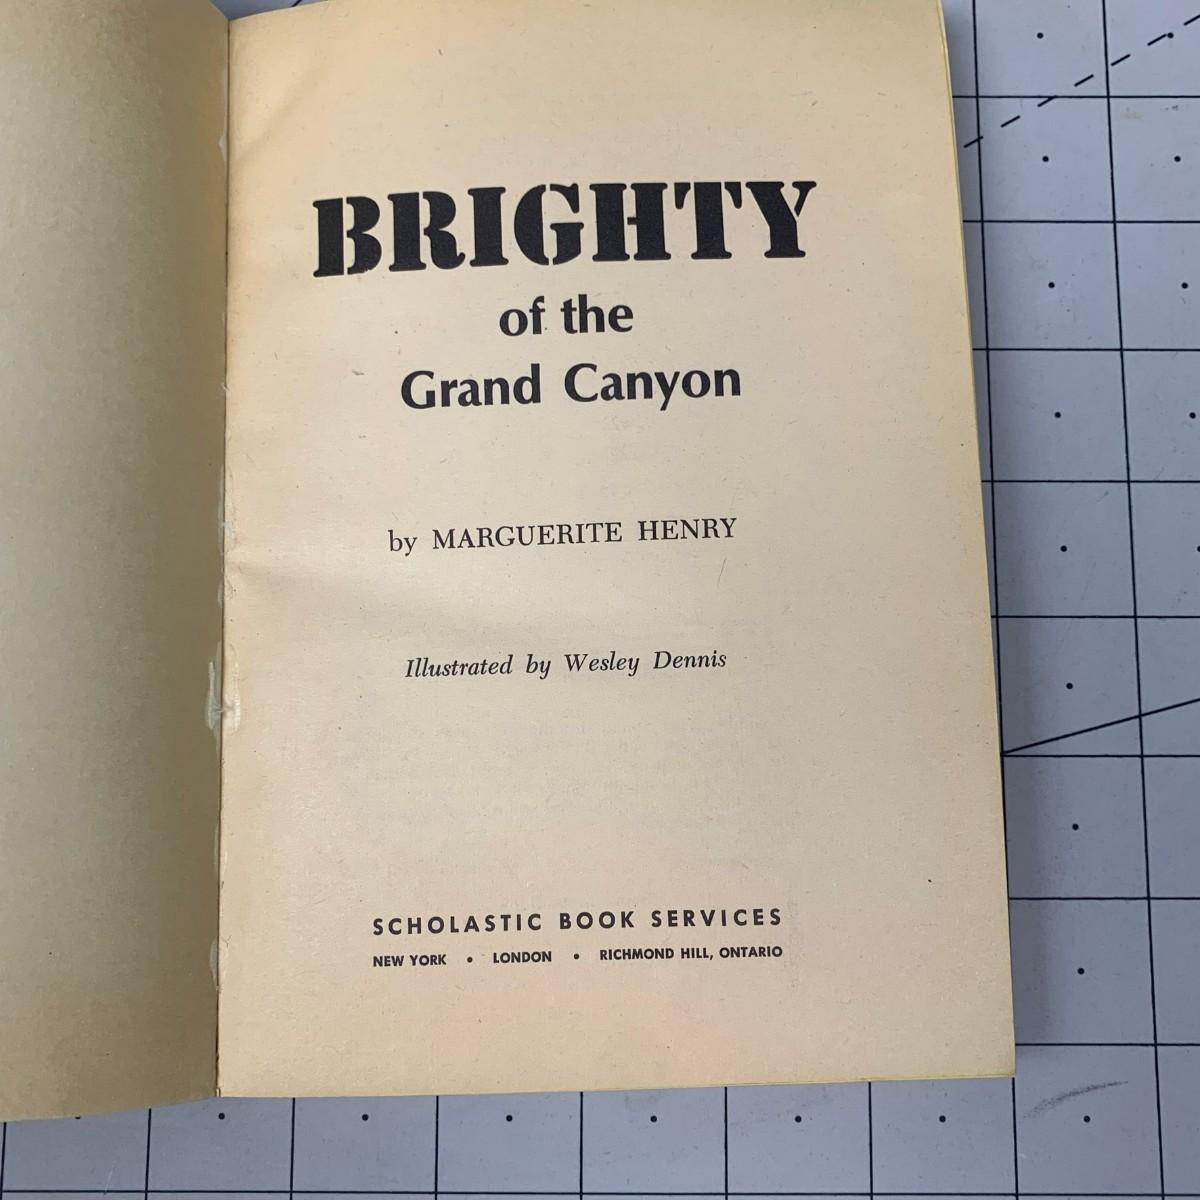 BRIGHTY
of the
Grand Canyon
by MARGUERITE HENRY
Illustrated by Wesley Dennis
SCHOLASTIC BOOK SERVICES
NEW YORK • LONDON • RICHMOND HILL, ONTARIO